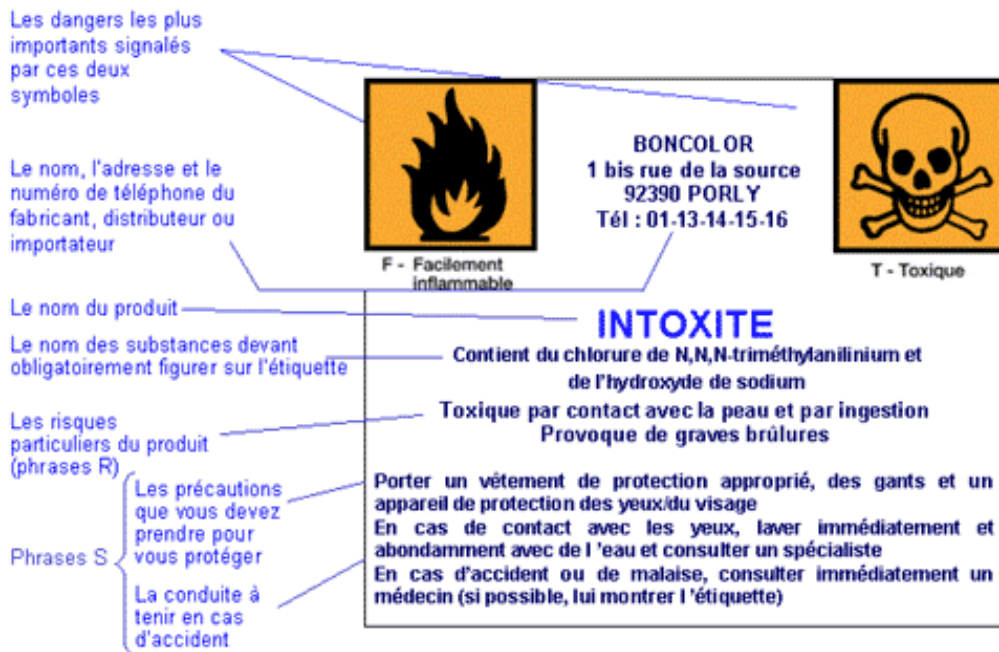 Les dangers les plus
importants signalés
par ces deux
symboles
Le nom, l'adresse et le
numéro de téléphone du
fabricant, distributeur ou
importateur
BONCOLOR
1 bis rue de la source
92390 PORLY
Tél : 01-13-14-15-16
F - Facilement
inflammable
T - Toxique
Le nom du produit
INTOXITE
Le nom des substances devant
obligatoirement figurer sur l'étiquette
Contient du chlorure de N,N,N-triméthylanilinium et
de l'hydroxyde de sodium
Les risques
particuliers du produit
(phrases R)
Toxique par contact avec la peau et par ingestion
Provoque de graves brûlures
Phrases S
Les précautions
que vous devez
prendre pour
vous protéger
Porter un vêtement de protection approprié, des gants et un
appareil de protection des yeux/du visage
En cas de contact avec les yeux, laver immédiatement et
abondamment avec de l 'eau et consulter un spécialiste
En cas d'accident ou de malaise, consulter immédiatement un
médecin (si possible, lui montrer l 'étiquette)
La conduite à
tenir en cas
d'accident